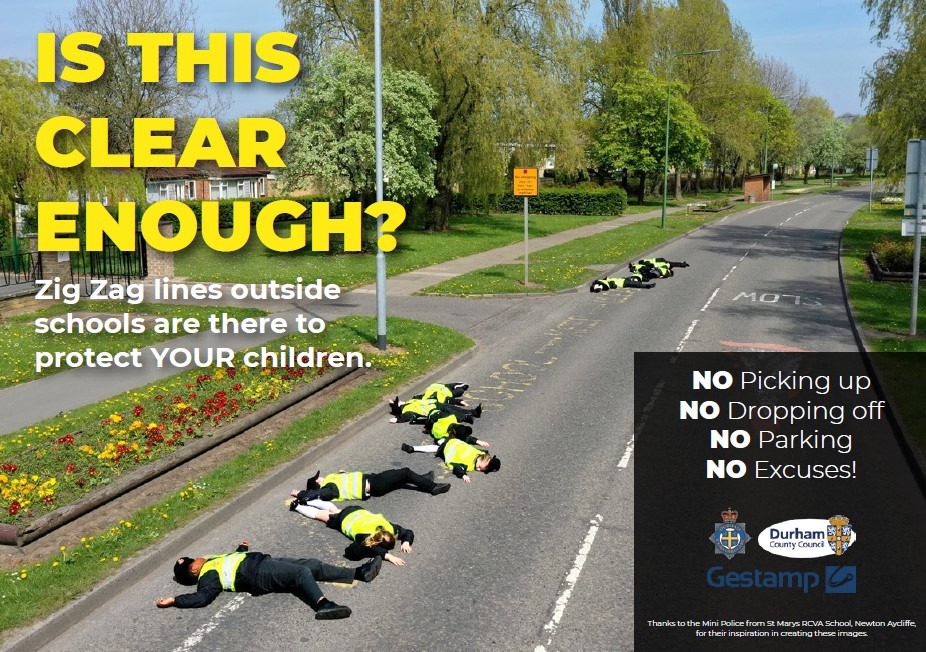 IS THIS
CLEAR
ENOUGH?
Zig Zag lines outside
schools are there to
protect YOUR children.
SLOW
NO Picking up
NO Dropping off
NO Parking
NO Excuses!
Durham
County Council
Gestamp
Thanks to the Mini Police from St Marys RCVA School, Newton Aycliffe,
for their inspiration in creating these images.